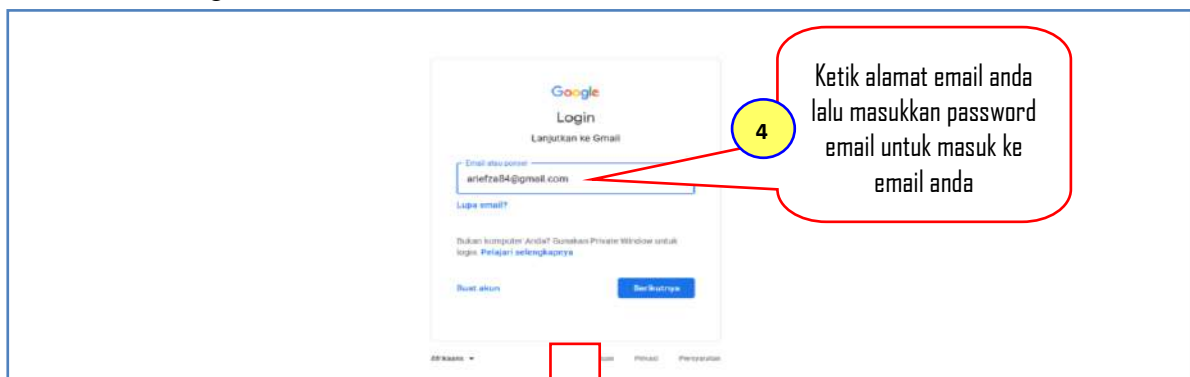 Google
Login
Lanjutkan ke Gmail
Email atau ponsel
ariefza84@gmail.com
Lupa email?
Bukan komputer Anda? Gunakan Private Window untuk
login. Pelajari selengkapnya
Buat akun
Berikutnya
Afrikaans
Privasi
Persyaratan
4
Ketik alamat email anda
lalu masukkan password
email untuk masuk ke
email anda